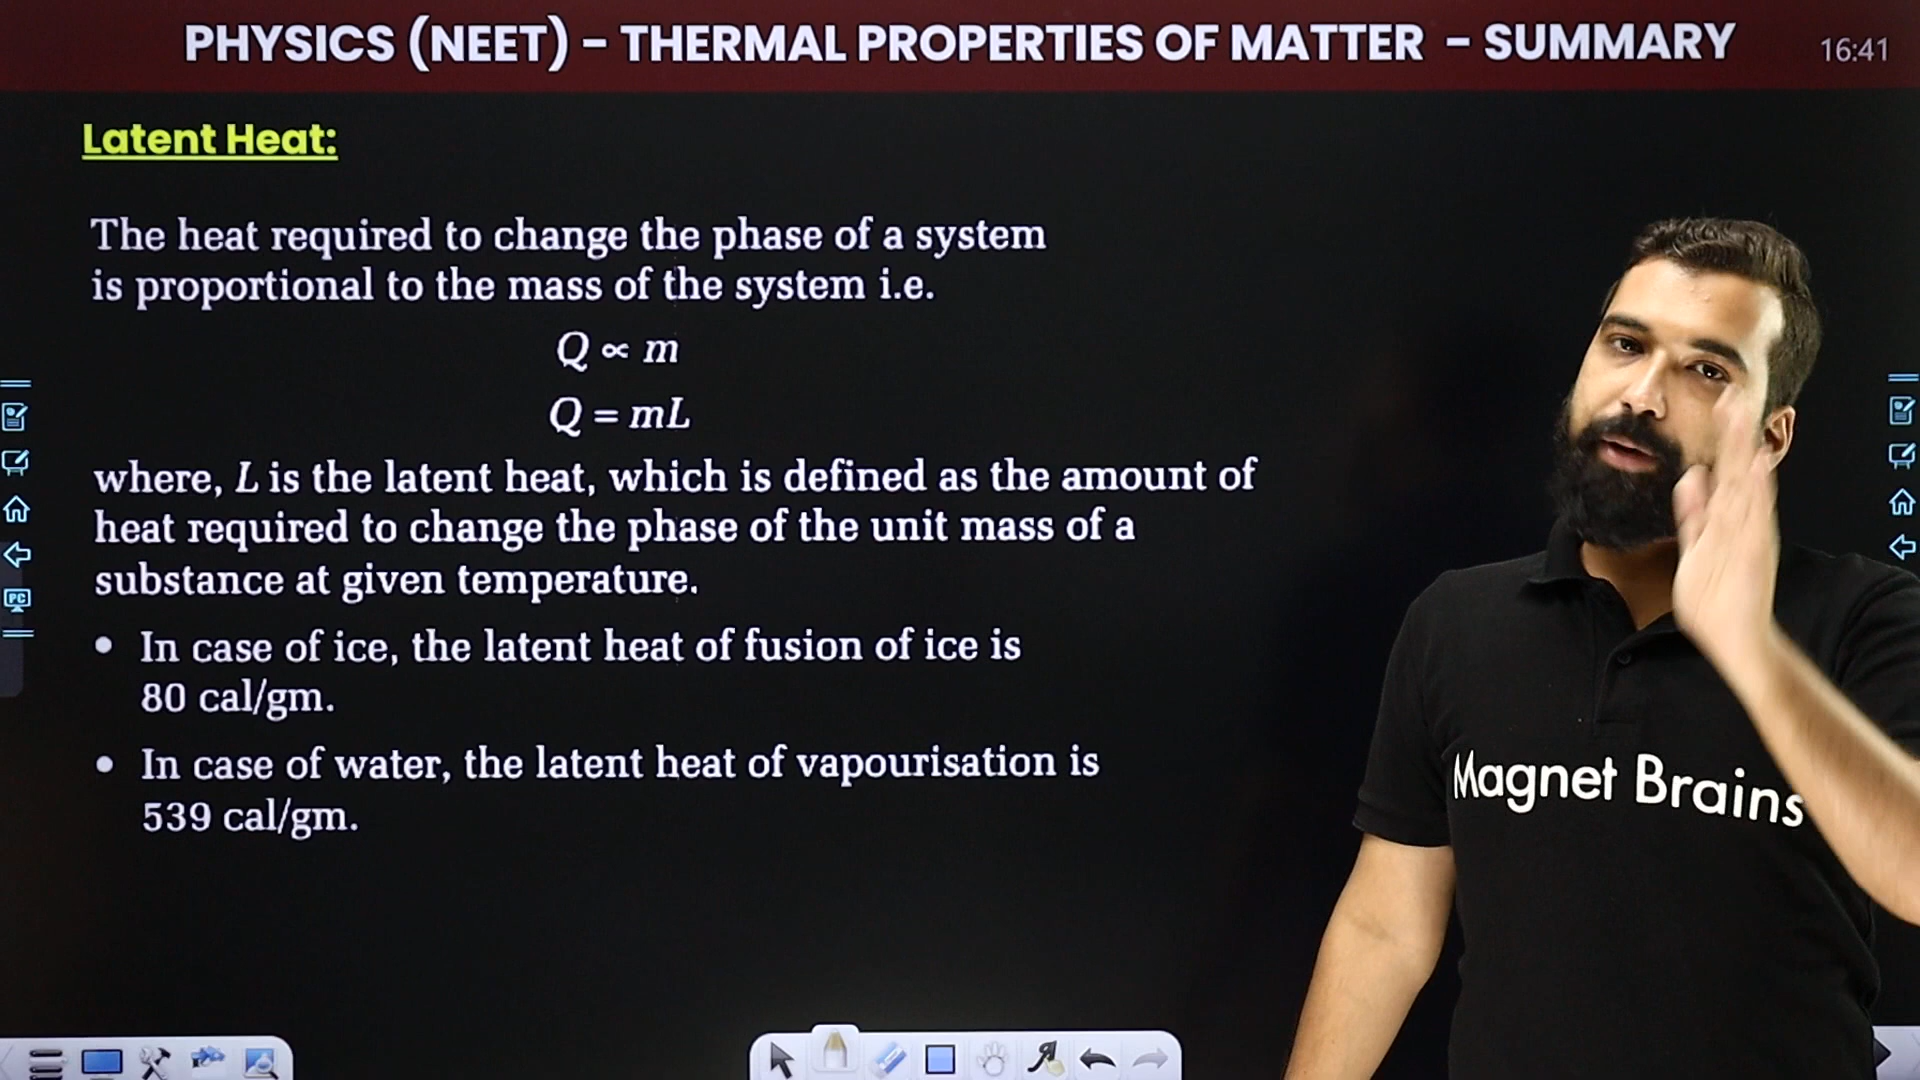 PHYSICS (NEET) – THERMAL PROPERTIES OF MATTER – SUMMARY
16:41
Latent Heat:
The heat required to change the phase of a system
is proportional to the mass of the system i.e.
Q ∝ m
Q = mL
where, L is the latent heat, which is defined as the amount of
heat required to change the phase of the unit mass of a
substance at given temperature.
• In case of ice, the latent heat of fusion of ice is
80 cal/gm.
• In case of water, the latent heat of vapourisation is
539 cal/gm.
Magnet Brains
PC